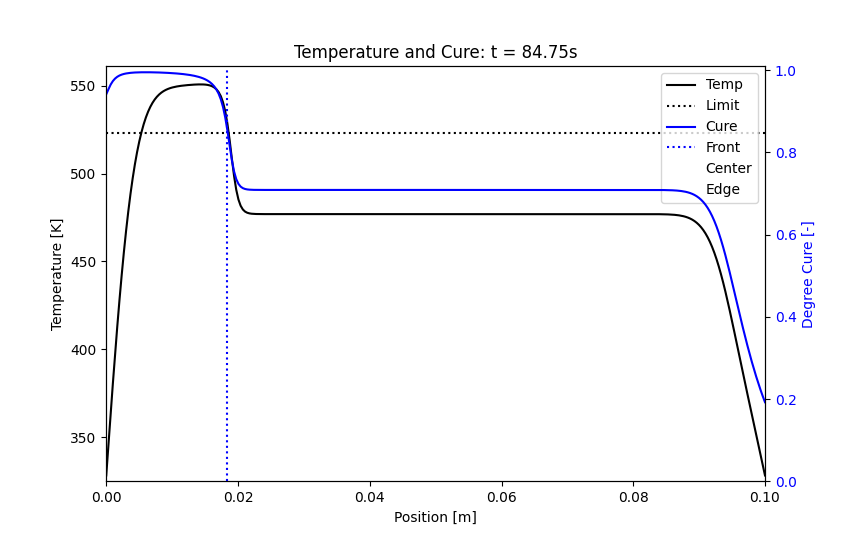 Temperature and Cure: t = 84.75s
550
500
450
400
350
Temperature [K]
1.0
0.8
0.6
0.4
0.2
0.0
Degree Cure [-]
Temp
Limit
Cure
Front
Center
Edge
0.00 0.02 0.04 0.06 0.08 0.10
Position [m]